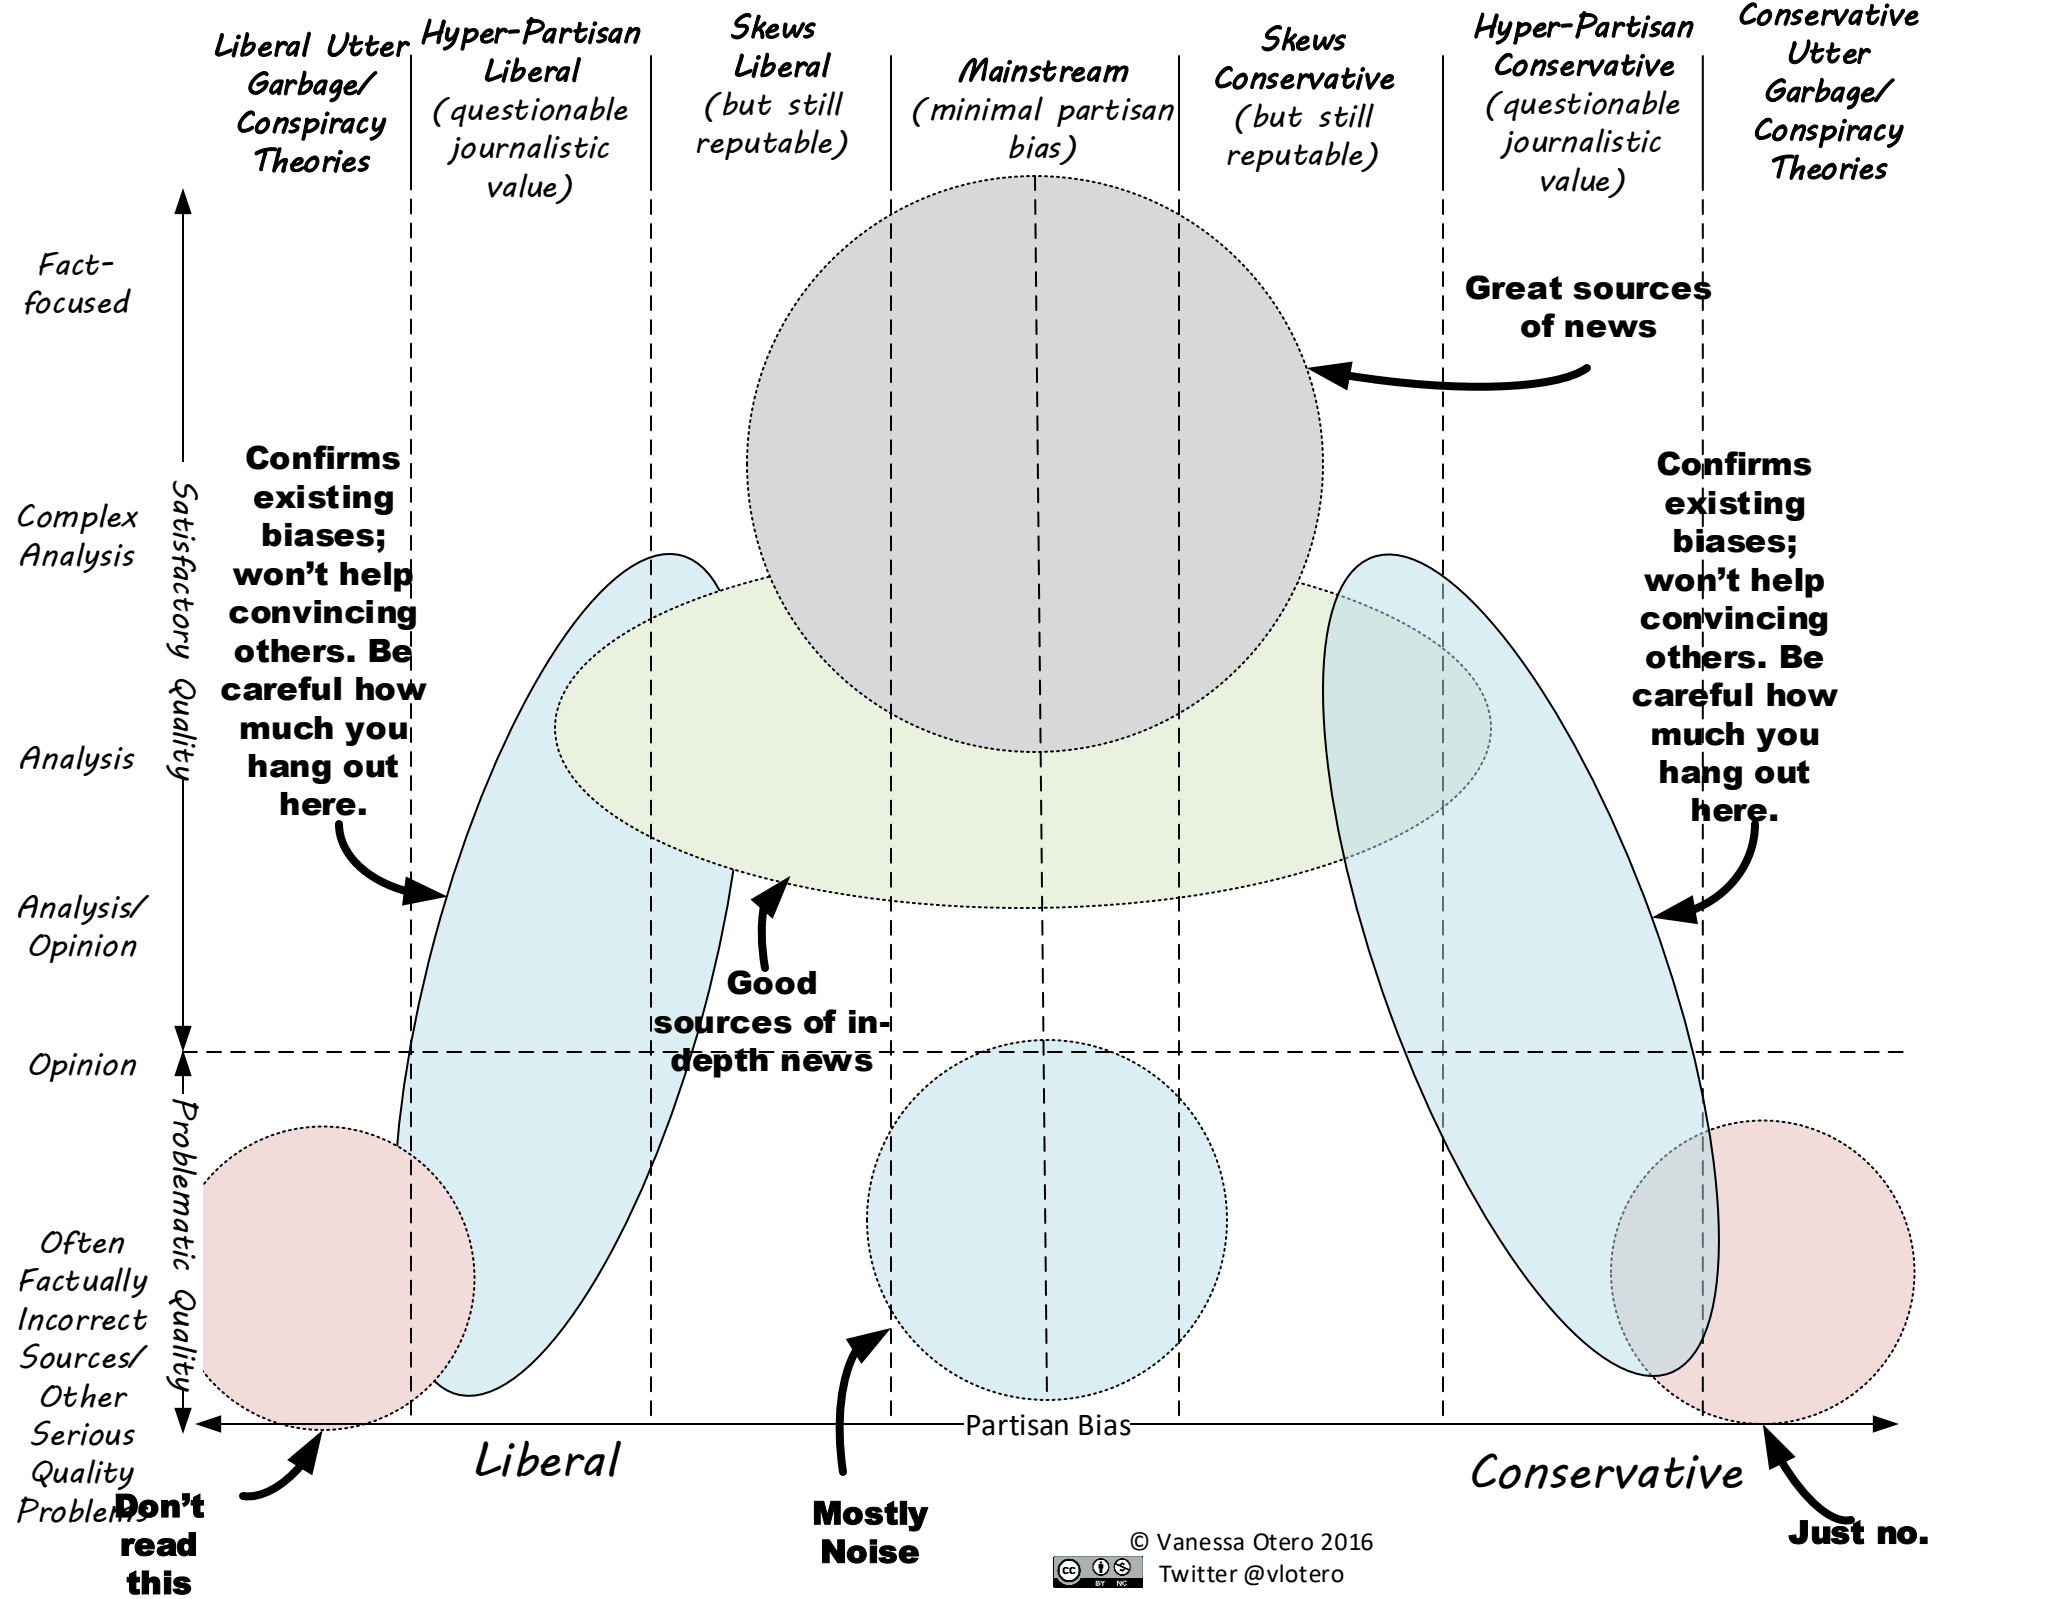 Liberal Utter
Garbage/
Conspiracy
Theories
Hyper-Partisan
Liberal
(questionable
journalistic
value)
Skews
Liberal
(but still
reputable)
Mainstream
(minimal partisan
bias)
Skews
Conservative
(but still
reputable)
Hyper-Partisan
Conservative
(questionable
journalistic
value)
Conservative
Utter
Garbage/
Conspiracy
Theories
Fact-
focused
Complex
Analysis
Analysis
Analysis/
Opinion
Opinion
Often
Factually
Incorrect
Sources/
Other
Serious
Quality
Problems
Satisfactory Quality
Problematic Quality
Great sources
of news
Confirms
existing
biases;
won't help
convincing
others. Be
careful how
much you
hang out
here.
Confirms
existing
biases;
won't help
convincing
others. Be
careful how
much you
hang out
here.
Good
sources of in-
depth news
Partisan Bias
Liberal
Conservative
Don't
read
this
Mostly
Noise
Just no.
© Vanessa Otero 2016
Twitter @vlotero
cc
BY NC